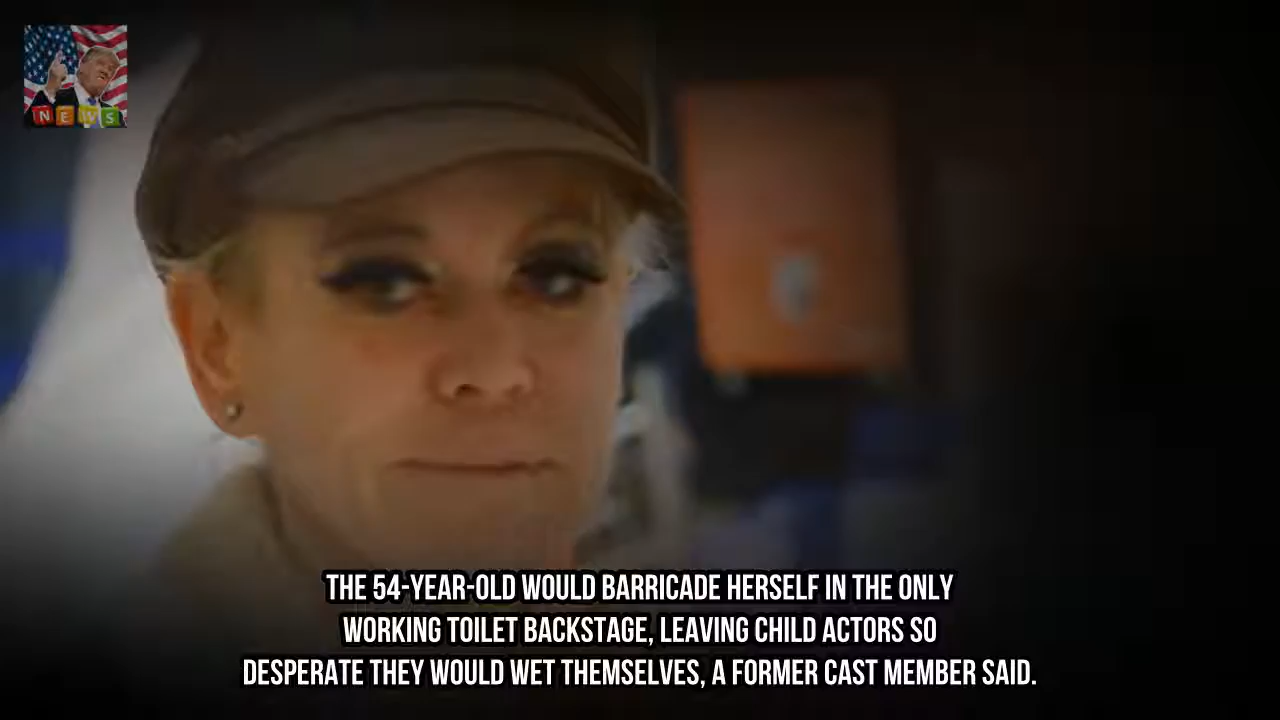 NEWS
THE 54-YEAR-OLD WOULD BARRICADE HERSELF IN THE ONLY
WORKING TOILET BACKSTAGE, LEAVING CHILD ACTORS SO
DESPERATE THEY WOULD WET THEMSELVES, A FORMER CAST MEMBER SAID.